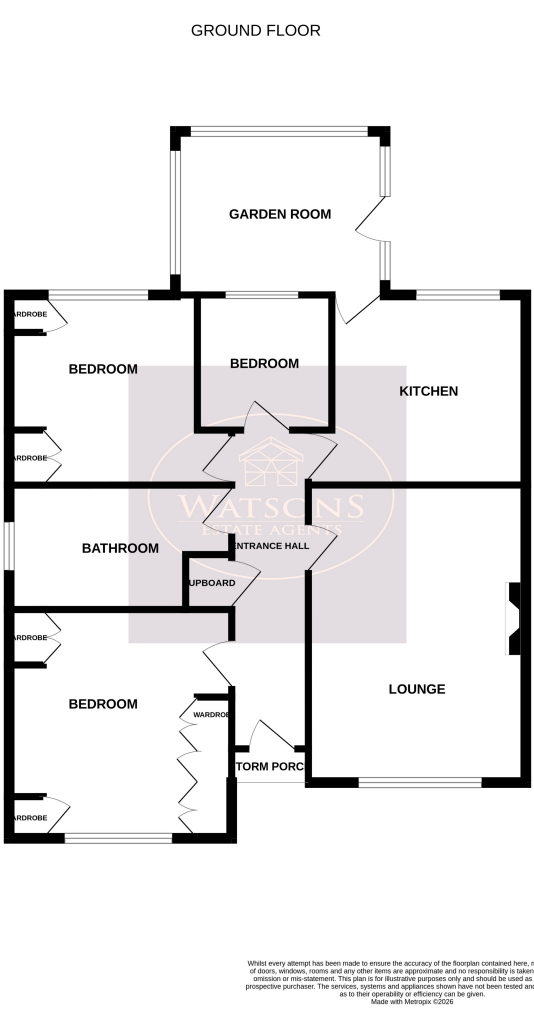 GROUND FLOOR
GARDEN ROOM
ARDROBE
BEDROOM
BEDROOM
KITCHEN
ARDROBE
WATSONS
ESTATE AGENTS
BATHROOM
ENTRANCE HALL
UPBOARD
ARDROBE
LOUNGE
BEDROOM
WARDROB
TORM PORC
ARDROBE
Whilst every attempt has been made to ensure the accuracy of the floorplan contained here, m
of doors, windows, rooms and any other items are approximate and no responsibility is taken
omission or mis-statement. This plan is for illustrative purposes only and should be used as
prospective purchaser. The services, systems and appliances shown have not been tested and
as to their operability or efficiency can be given.
Made with Metropix ©2026